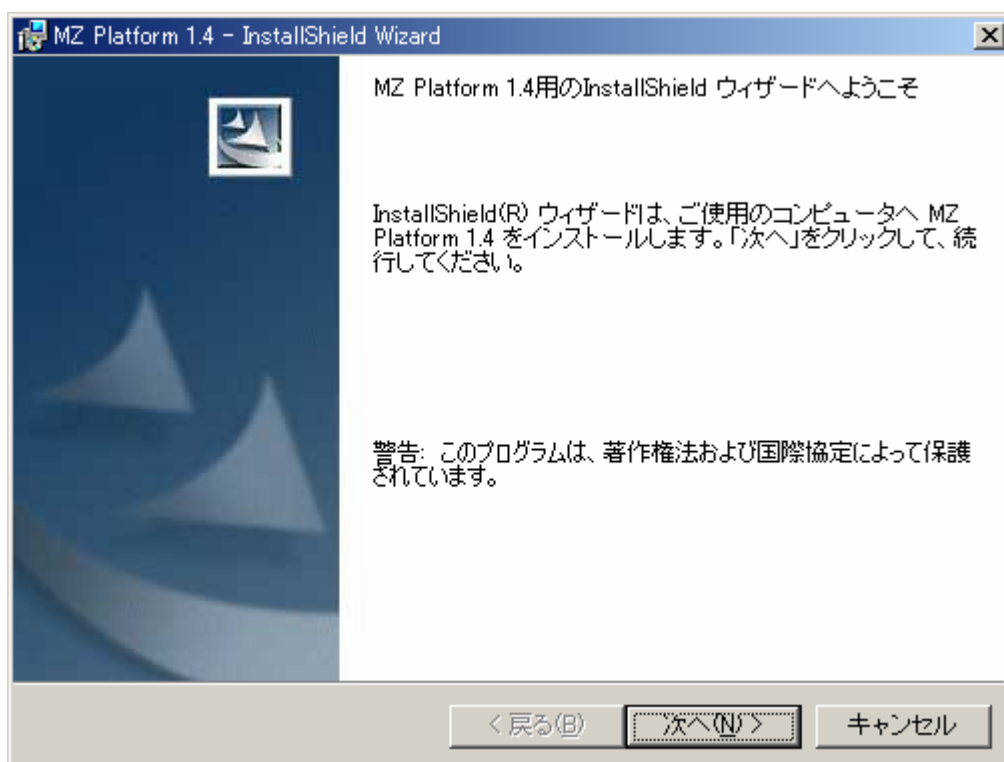 MZ Platform 1.4 - InstallShield Wizard
MZ Platform 1.4用のInstallShield ウィザードへようこそ
InstallShield(R) ウィザードは、ご使用のコンピュータへ MZ
Platform 1.4 をインストールします。「次へ」をクリックして、続
行してください。
警告: このプログラムは、著作権法および国際協定によって保護
されています。
< 戻る(B)
次へ(N) >
キャンセル